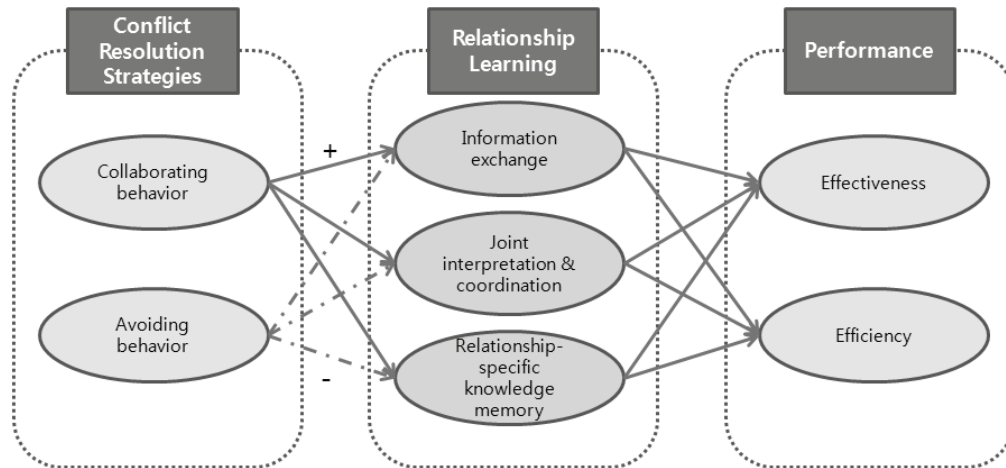 Conflict
Resolution
Strategies
Relationship
Learning
Performance
+
Information
exchange
Collaborating
behavior
Effectiveness
Joint
interpretation &
coordination
Avoiding
behavior
Efficiency
-
Relationship-
specific
knowledge
memory